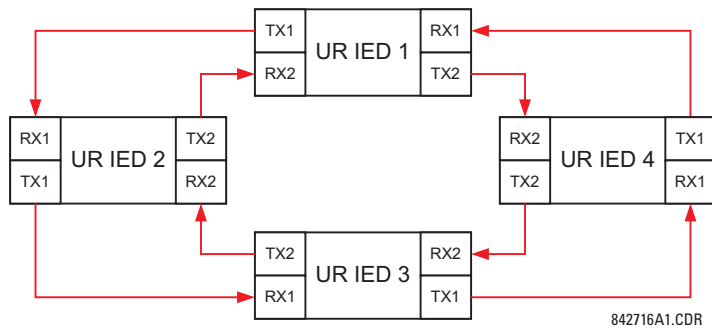 TX1 UR IED 1 RX1
RX2 TX2
RX1 UR IED 2 TX2
TX1 RX2
RX2 UR IED 4 TX1
TX2 RX1
TX2 UR IED 3 RX2
RX1 TX1
842716A1.CDR